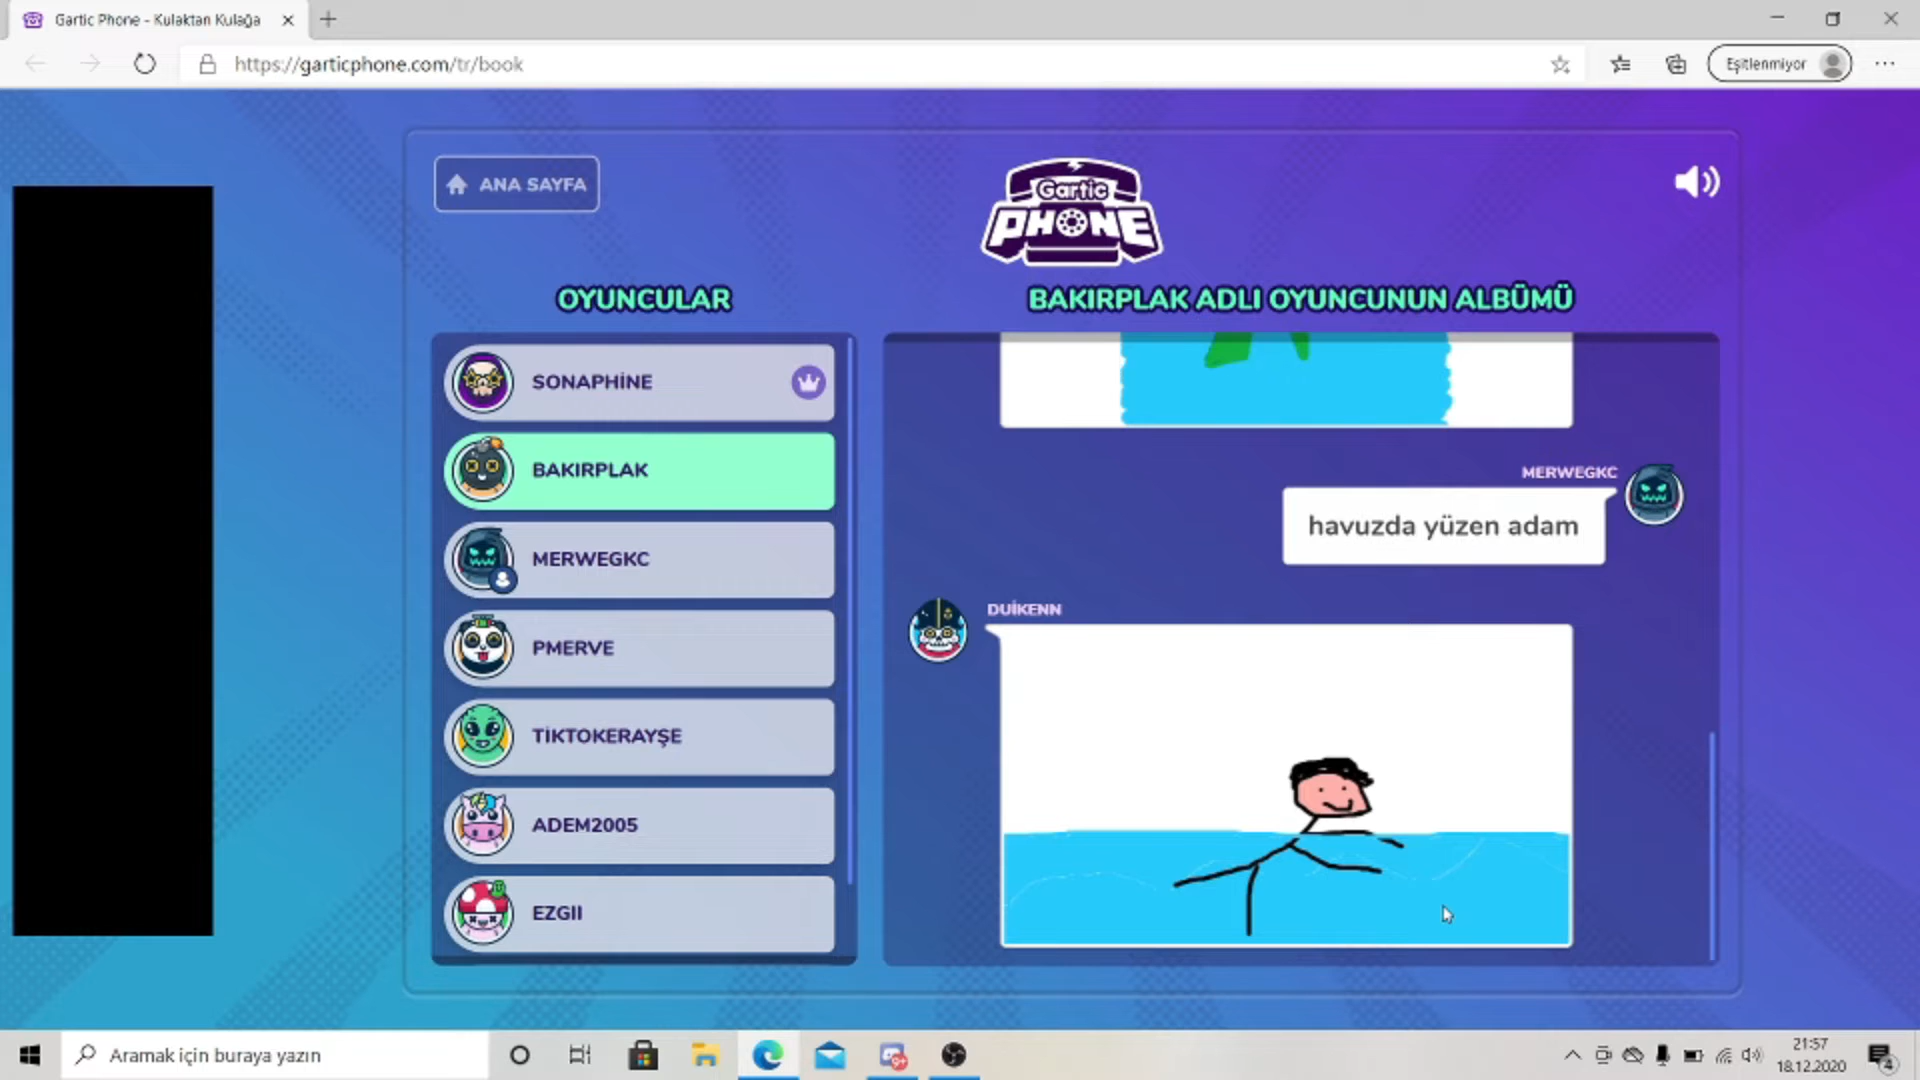 Gartic Phone - Kulaktan Kulağa
https://garticphone.com/tr/book
Eşitlenmiyor
ANA SAYFA
Gartic
PHONE
OYUNCULAR
BAKIRPLAK ADLI OYUNCUNUN ALBÜMÜ
SONAPHİNE
BAKIRPLAK
MERWEGKC
PMERVE
TİKTOKERAYŞE
ADEM2005
EZGII
MERWEGKC
havuzda yüzen adam
DUİKENN
Aramak için buraya yazın
21:57
18.12.2020
4